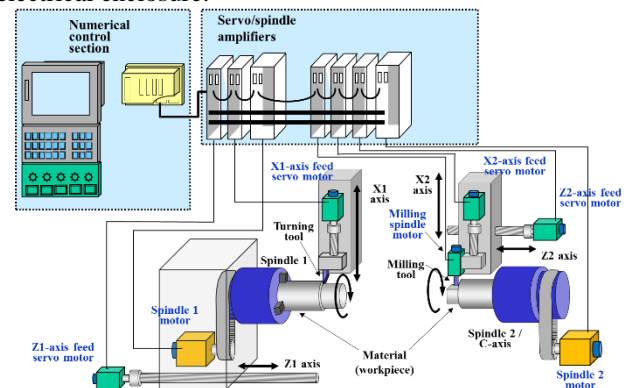 electrical enclosure.
Numerical
control
section
Servo/spindle
amplifiers
X1-axis feed
servo motor
X1
axis
X2
axis
X2-axis feed
servo motor
Z2-axis feed
servo motor
Turning
tool
Milling
spindle
motor
Spindle 1
Milling
tool
Z2 axis
Spindle 1
motor
Spindle 2 /
C-axis
Z1-axis feed
servo motor
Z1 axis
Material
(workpiece)
Spindle 2
motor